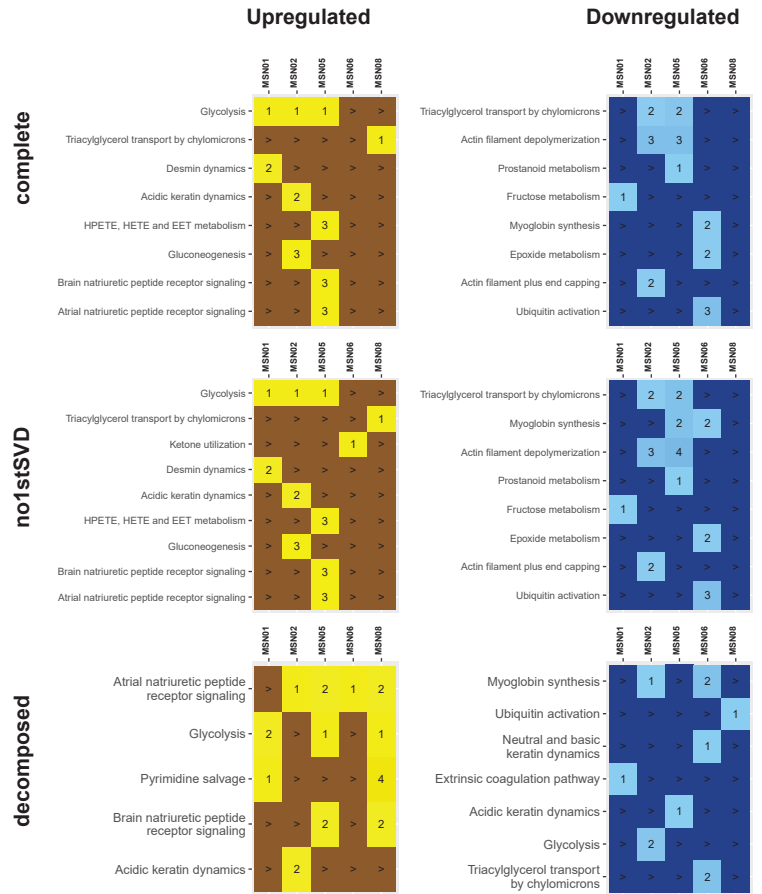 Upregulated
Downregulated
complete
MSN01 MSN02 MSN05 MSN06 MSN08
Glycolysis 1 1 1 > >
Triacylglycerol transport by chylomicrons > > > > 1
Desmin dynamics 2 > > > >
Acidic keratin dynamics > 2 > > >
HPETE, HETE and EET metabolism > > 3 > >
Gluconeogenesis > 3 > > >
Brain natriuretic peptide receptor signaling > > 3 > >
Atrial natriuretic peptide receptor signaling > > 3 > >
MSN01 MSN02 MSN05 MSN06 MSN08
Triacylglycerol transport by chylomicrons > 2 2 > >
Actin filament depolymerization > 3 3 > >
Prostanoid metabolism > > 1 > >
Fructose metabolism 1 > > > >
Myoglobin synthesis > > > 2 >
Epoxide metabolism > > > 2 >
Actin filament plus end capping > 2 > > >
Ubiquitin activation > > > 3 >
no1stSVD
MSN01 MSN02 MSN05 MSN06 MSN08
Glycolysis 1 1 1 > >
Triacylglycerol transport by chylomicrons > > > > 1
Ketone utilization > > > 1 >
Desmin dynamics 2 > > > >
Acidic keratin dynamics > 2 > > >
HPETE, HETE and EET metabolism > > 3 > >
Gluconeogenesis > 3 > > >
Brain natriuretic peptide receptor signaling > > 3 > >
Atrial natriuretic peptide receptor signaling > > 3 > >
MSN01 MSN02 MSN05 MSN06 MSN08
Triacylglycerol transport by chylomicrons > 2 2 > >
Myoglobin synthesis > > 2 2 >
Actin filament depolymerization > 3 4 > >
Prostanoid metabolism > > 1 > >
Fructose metabolism 1 > > > >
Epoxide metabolism > > > 2 >
Actin filament plus end capping > 2 > > >
Ubiquitin activation > > > 3 >
decomposed
MSN01 MSN02 MSN05 MSN06 MSN08
Atrial natriuretic peptide
receptor signaling > 1 2 1 2
Glycolysis 2 > 1 > 1
Pyrimidine salvage 1 > > > 4
Brain natriuretic peptide
receptor signaling > > 2 > 2
Acidic keratin dynamics > 2 > > >
MSN01 MSN02 MSN05 MSN06 MSN08
Myoglobin synthesis > 1 > 2 >
Ubiquitin activation > > > > 1
Neutral and basic
keratin dynamics > > > 1 >
Extrinsic coagulation pathway 1 > > > >
Acidic keratin dynamics > > 1 > >
Glycolysis > 2 > > >
Triacylglycerol transport
by chylomicrons > > > 2 >